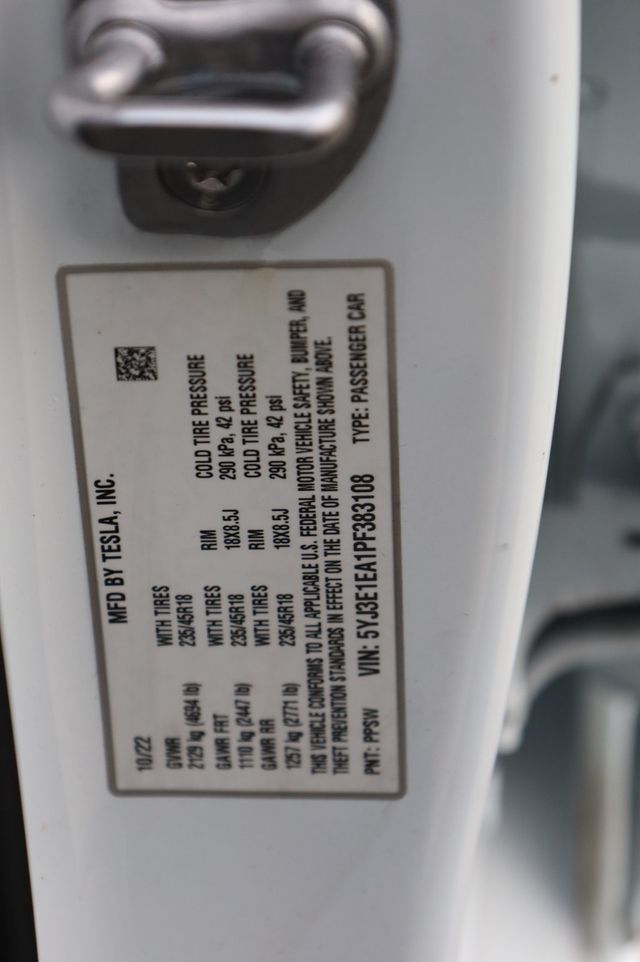 MFD BY TESLA, INC.
10/22
GVWR WITH TIRES
2129 kg (4694 lb) 235/45R18
GAWR FRT WITH TIRES RIM COLD TIRE PRESSURE
1110 kg (2447 lb) 235/45R18 18X8.5J 290 kPa, 42 psi
GAWR RR WITH TIRES RIM COLD TIRE PRESSURE
1257 kg (2771 lb) 235/45R18 18X8.5J 290 kPa, 42 psi
THIS VEHICLE CONFORMS TO ALL APPLICABLE U.S. FEDERAL MOTOR VEHICLE SAFETY, BUMPER, AND
THEFT PREVENTION STANDARDS IN EFFECT ON THE DATE OF MANUFACTURE SHOWN ABOVE.
PNT: PPSW VIN: 5YJ3E1EA1PF383108 TYPE: PASSENGER CAR